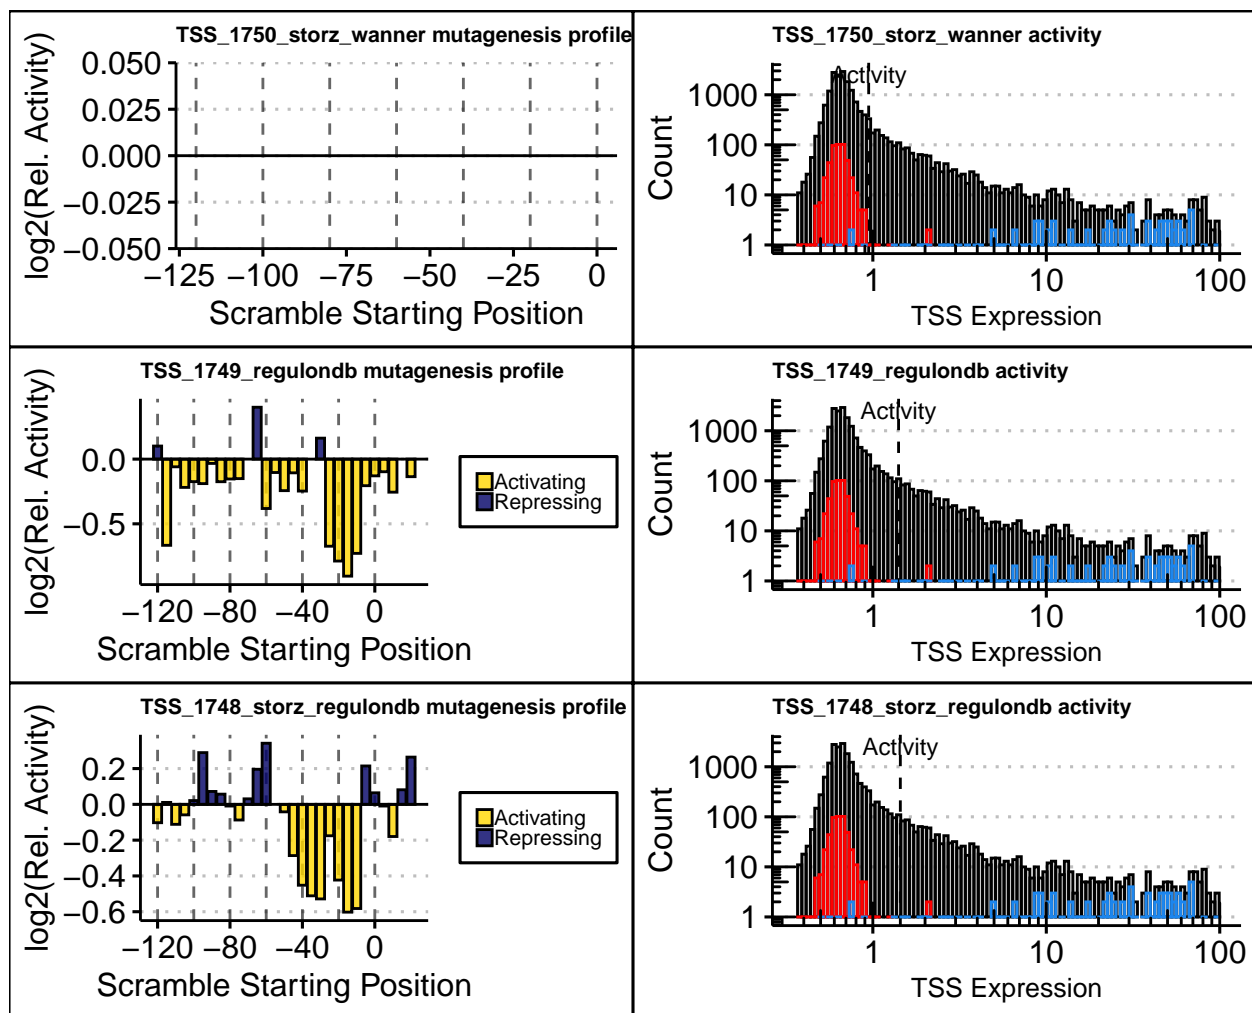 TSS_1750_storz_wanner mutagenesis profile
log2(Rel. Activity)
0.050
0.025
0.000
−0.025
−0.050
−125 −100 −75 −50 −25 0
Scramble Starting Position
TSS_1750_storz_wanner activity
Activity
Count
1000
100
10
1
1 10 100
TSS Expression
TSS_1749_regulondb mutagenesis profile
log2(Rel. Activity)
0.0
−0.5
−120 −80 −40 0
Scramble Starting Position
Activating
Repressing
TSS_1749_regulondb activity
Activity
Count
1000
100
10
1
1 10 100
TSS Expression
TSS_1748_storz_regulondb mutagenesis profile
log2(Rel. Activity)
0.2
0.0
−0.2
−0.4
−0.6
−120 −80 −40 0
Scramble Starting Position
Activating
Repressing
TSS_1748_storz_regulondb activity
Activity
Count
1000
100
10
1
1 10 100
TSS Expression